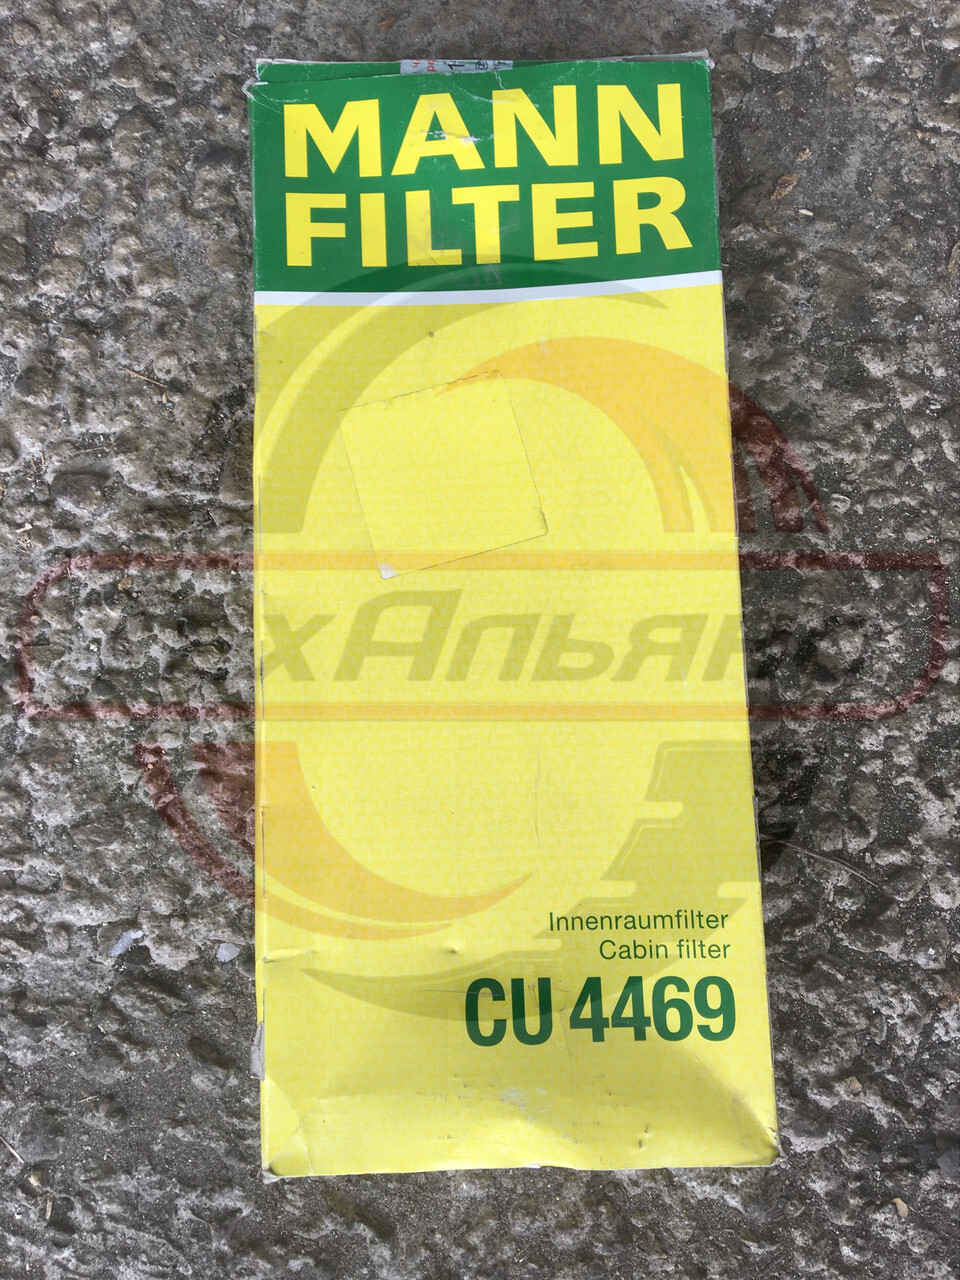 MANN
FILTER
хАльян
Innenraumfilter
Cabin filter
CU 4469